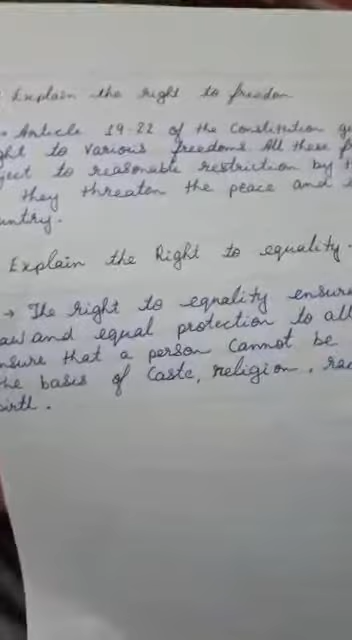 Explain the right to freedom
→ Article 19-22 of the Constitution
to various freedoms All these
to reasonable restriction by
they threaten the peace and
Explain the Right to equality.
→ The right to equality ensure
and equal protection to all
that a person cannot be
the basis of Caste, religion,